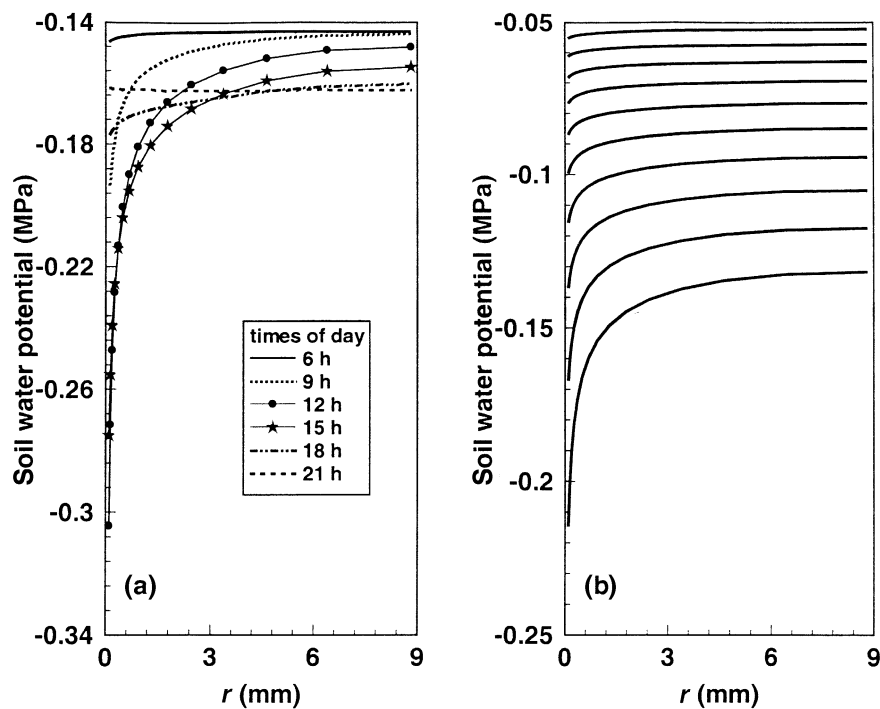 Soil water potential (MPa)
-0.14
-0.18
-0.22
-0.26
-0.3
-0.34
times of day
6 h
9 h
12 h
15 h
18 h
21 h
(a)
0 3 6 9
r (mm)
Soil water potential (MPa)
-0.05
-0.1
-0.15
-0.2
-0.25
(b)
0 3 6 9
r (mm)